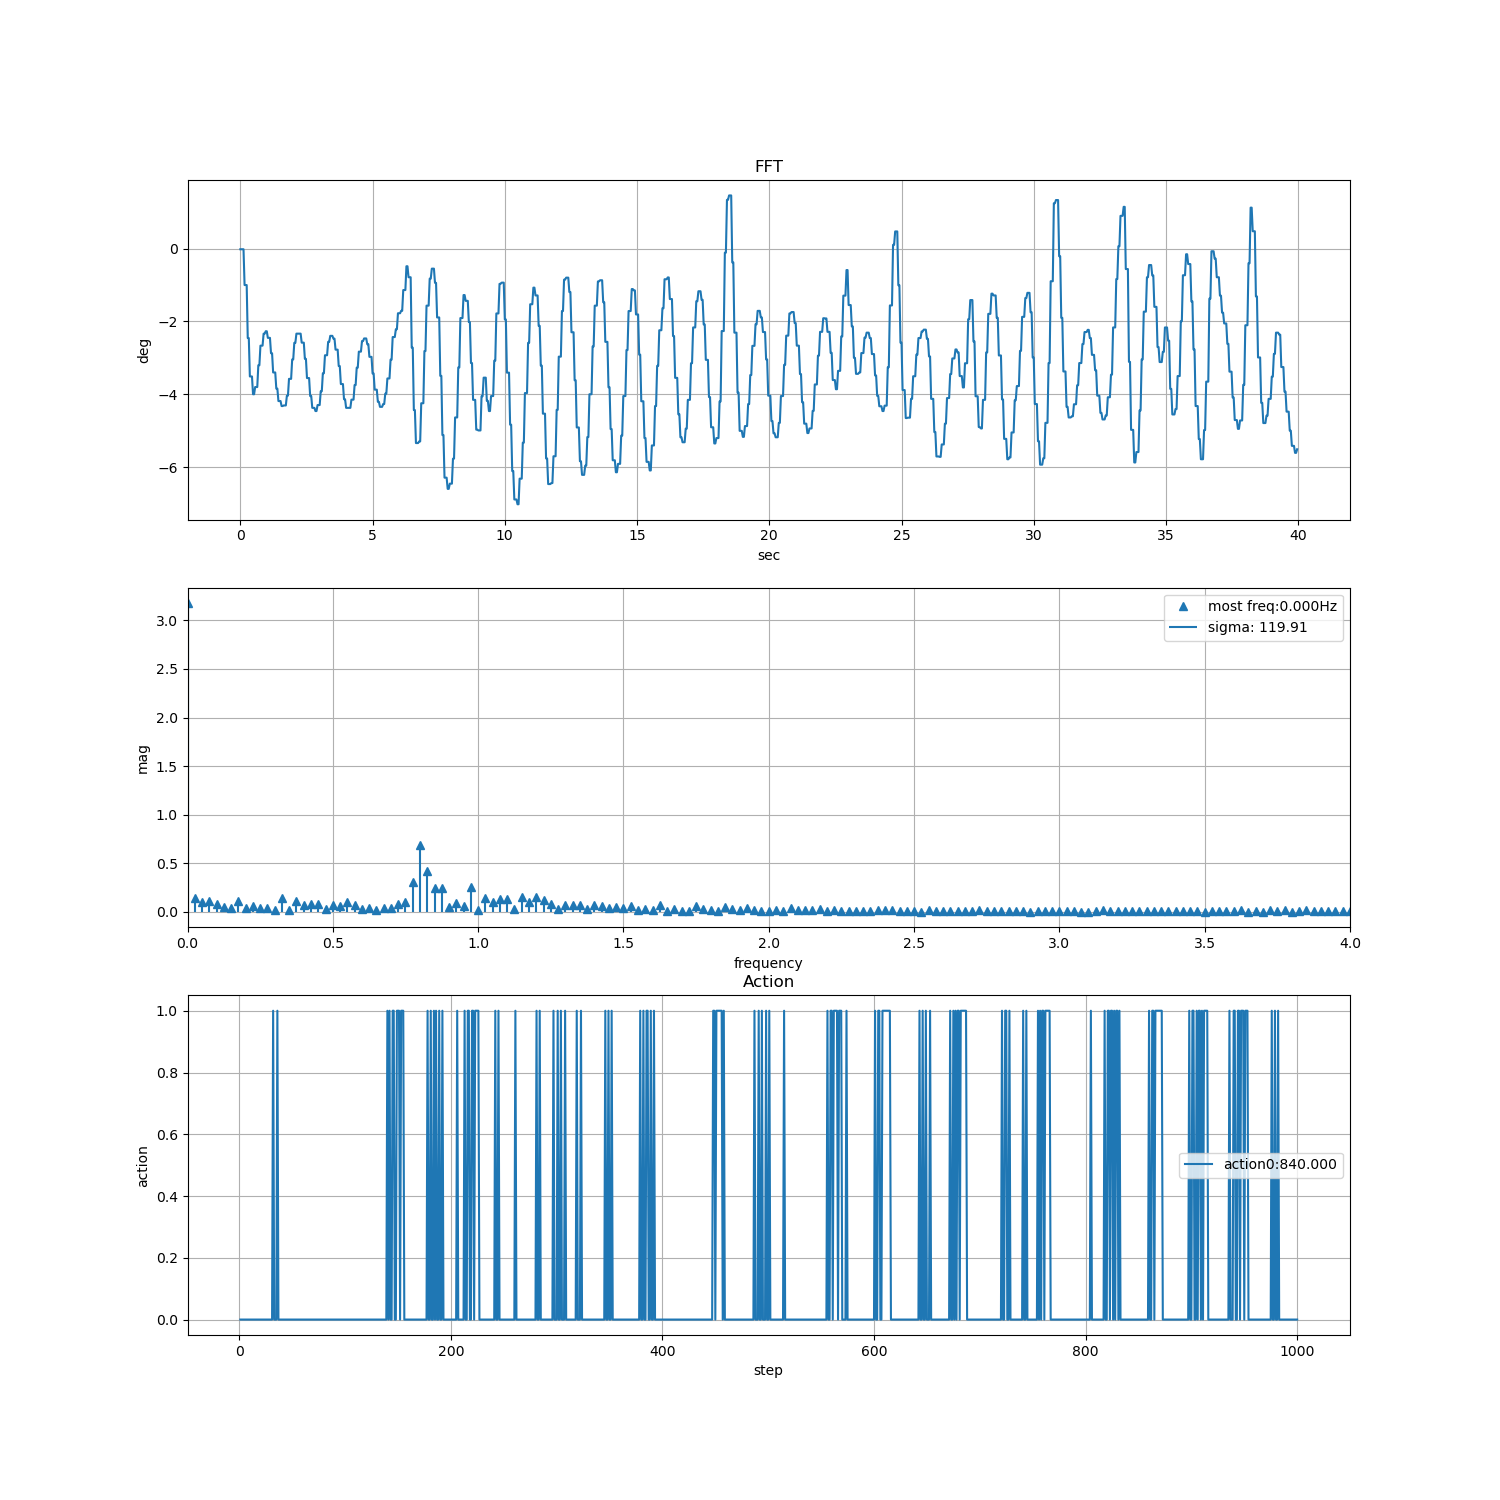 FFT
0
−2
−4
−6
deg
0 5 10 15 20 25 30 35 40
sec
most freq:0.000Hz
sigma: 119.91
3.0
2.5
2.0
1.5
1.0
0.5
0.0
mag
0.0 0.5 1.0 1.5 2.0 2.5 3.0 3.5 4.0
frequency
Action
1.0
0.8
0.6
0.4
0.2
0.0
action
action0:840.000
0 200 400 600 800 1000
step